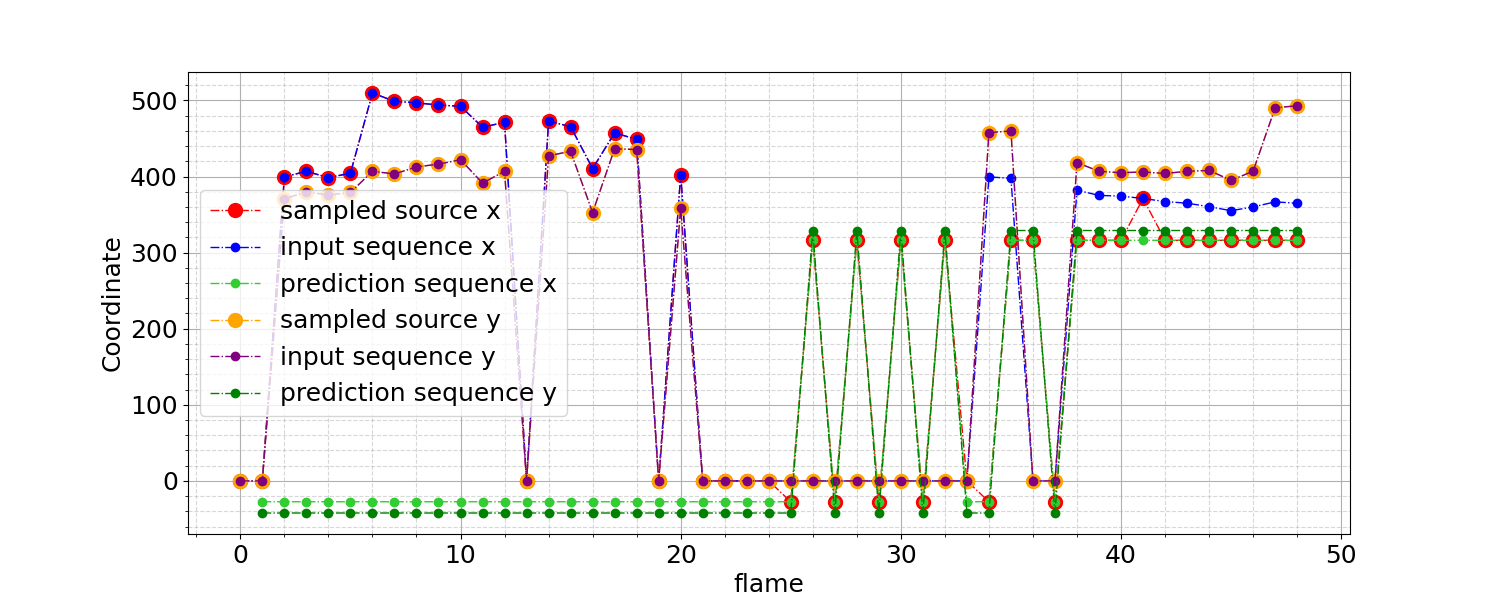 500
400
300
200
100
0
Coordinate
sampled source x
input sequence x
prediction sequence x
sampled source y
input sequence y
prediction sequence y
0 10 20 30 40 50
flame